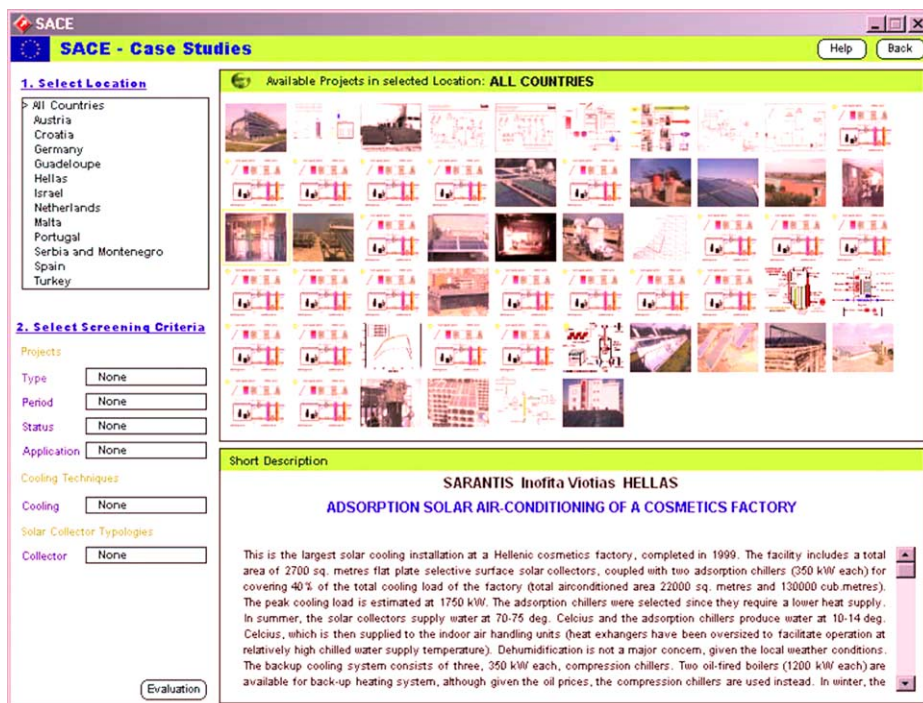 SACE
SACE - Case Studies
Help
Back
1. Select Location
> All Countries
Austria
Croatia
Germany
Guadeloupe
Hellas
Israel
Netherlands
Malta
Portugal
Serbia and Montenegro
Spain
Turkey
2. Select Screening Criteria
Projects
Type None
Period None
Status None
Application None
Cooling Techniques
Cooling None
Solar Collector Typologies
Collector None
Evaluation
Available Projects in selected Location: ALL COUNTRIES
Short Description
SARANTIS Inofita Viotias HELLAS
ADSORPTION SOLAR AIR-CONDITIONING OF A COSMETICS FACTORY
This is the largest solar cooling installation at a Hellenic cosmetics factory, completed in 1999. The facility includes a total
area of 2700 sq. metres flat plate selective surface solar collectors, coupled with two adsorption chillers (350 kW each) for
covering 40% of the total cooling load of the factory (total airconditioned area 22000 sq. metres and 130000 cub.metres).
The peak cooling load is estimated at 1750 kW. The adsorption chillers were selected since they require a lower heat supply.
In summer, the solar collectors supply water at 70-75 deg. Celcius and the adsorption chillers produce water at 10-14 deg.
Celcius, which is then supplied to the indoor air handling units (heat exhangers have been oversized to facilitate operation at
relatively high chilled water supply temperature). Dehumidification is not a major concern, given the local weather conditions.
The backup cooling system consists of three, 350 kW each, compression chillers. Two oil-fired boilers (1200 kW each) are
available for back-up heating system, although given the oil prices, the compression chillers are used instead. In winter, the